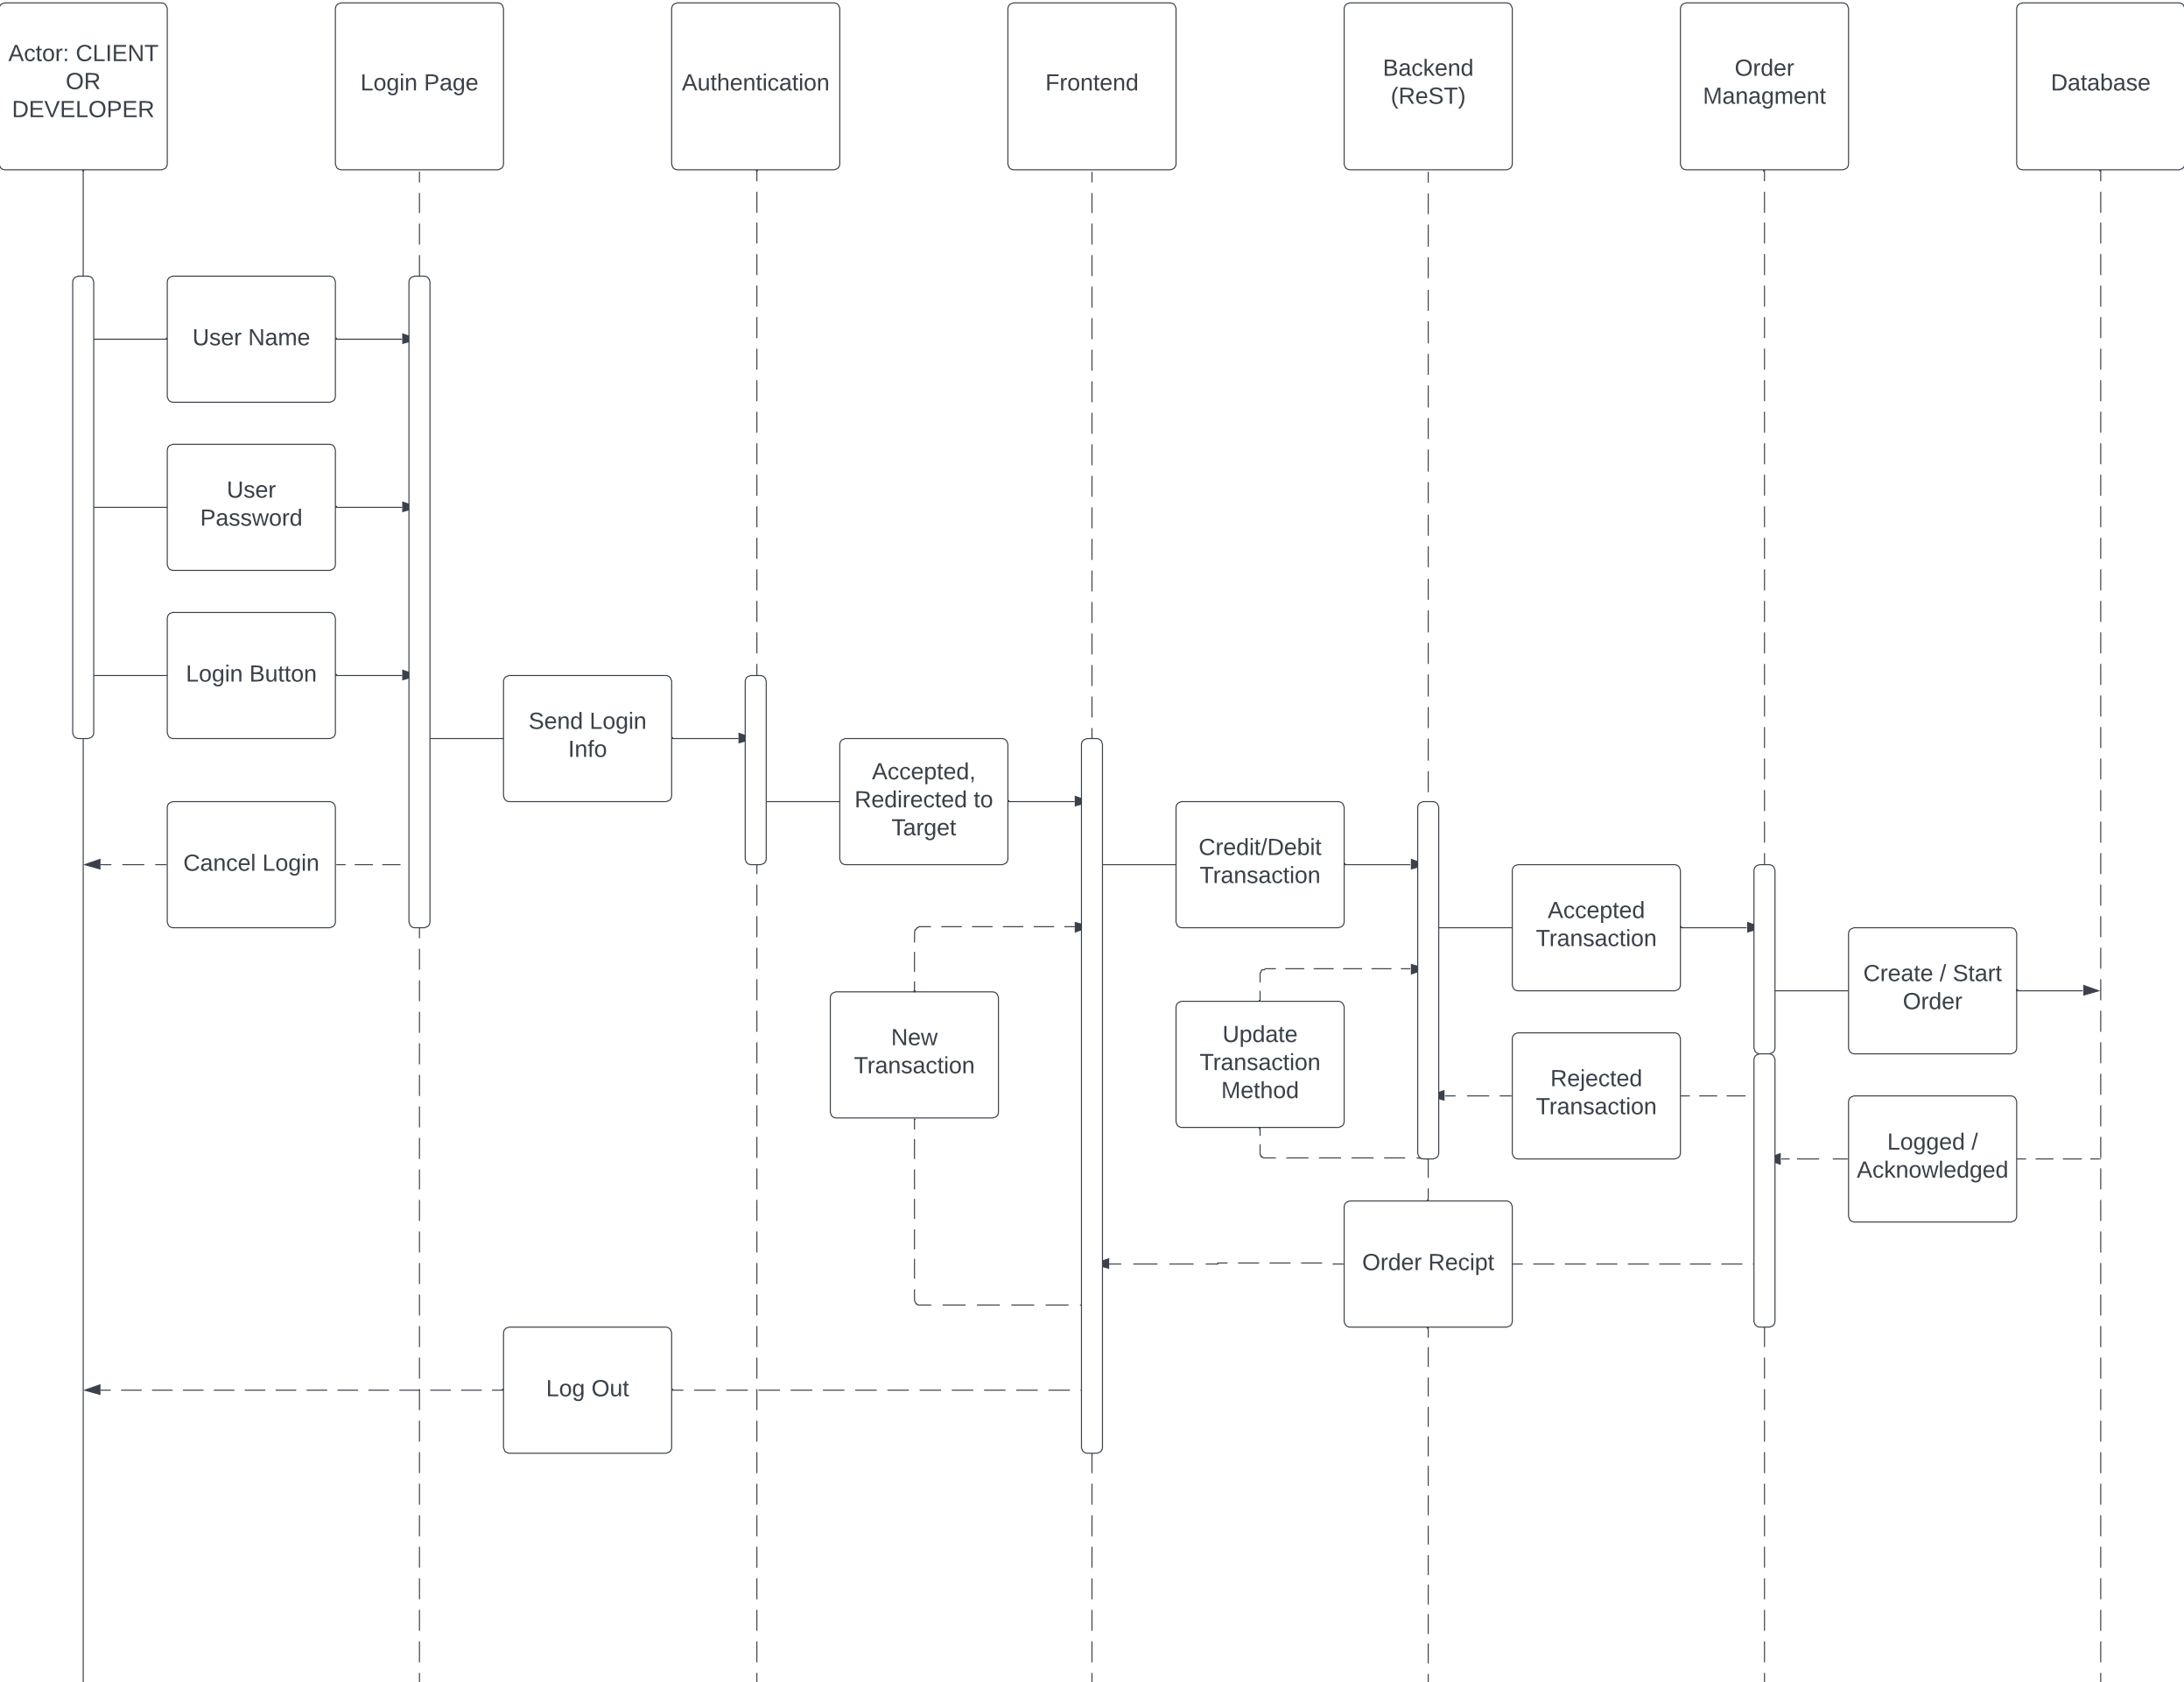 Actor: CLIENT
OR
DEVELOPER
Login Page
Authentication
Frontend
Backend
(ReST)
Order
Managment
Database
User Name
User
Password
Login Button
Send Login
Info
Accepted,
Redirected to
Target
Cancel Login
Credit/Debit
Transaction
Accepted
Transaction
Create / Start
Order
New
Transaction
Update
Transaction
Method
Rejected
Transaction
Logged /
Acknowledged
Order Recipt
Log Out